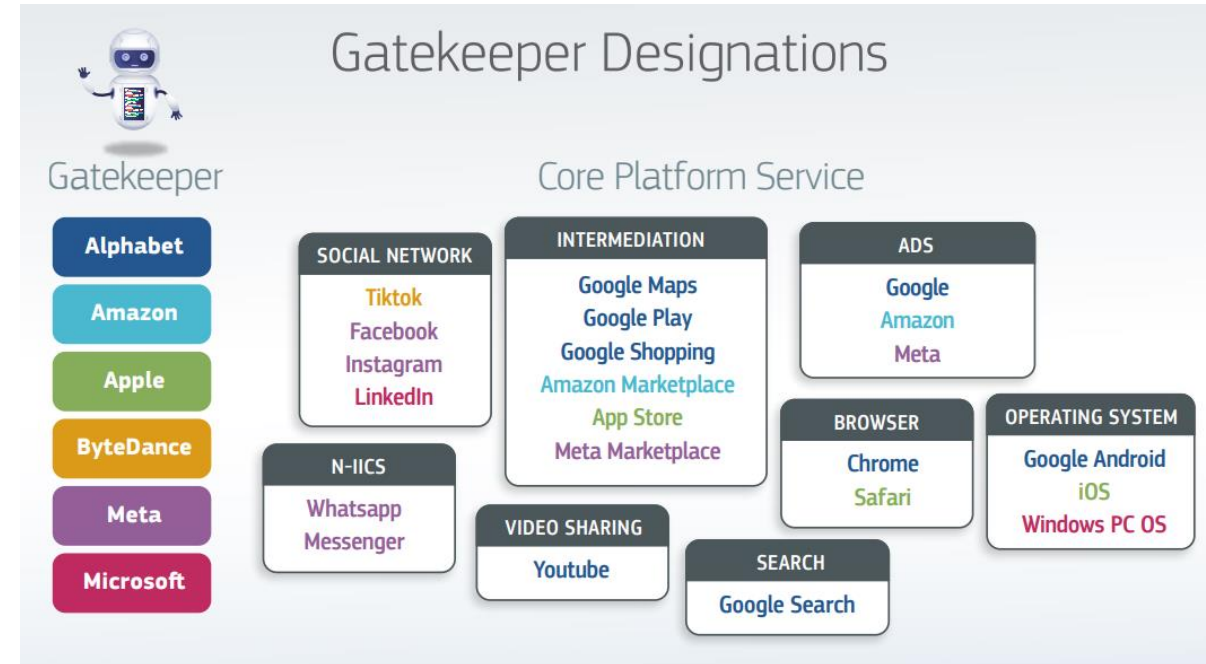 Gatekeeper Designations
Gatekeeper
Alphabet
Amazon
Apple
ByteDance
Meta
Microsoft
Core Platform Service
SOCIAL NETWORK
Tiktok
Facebook
Instagram
LinkedIn
N-IICS
Whatsapp
Messenger
INTERMEDIATION
Google Maps
Google Play
Google Shopping
Amazon Marketplace
App Store
Meta Marketplace
VIDEO SHARING
Youtube
ADS
Google
Amazon
Meta
BROWSER
Chrome
Safari
OPERATING SYSTEM
Google Android
iOS
Windows PC OS
SEARCH
Google Search